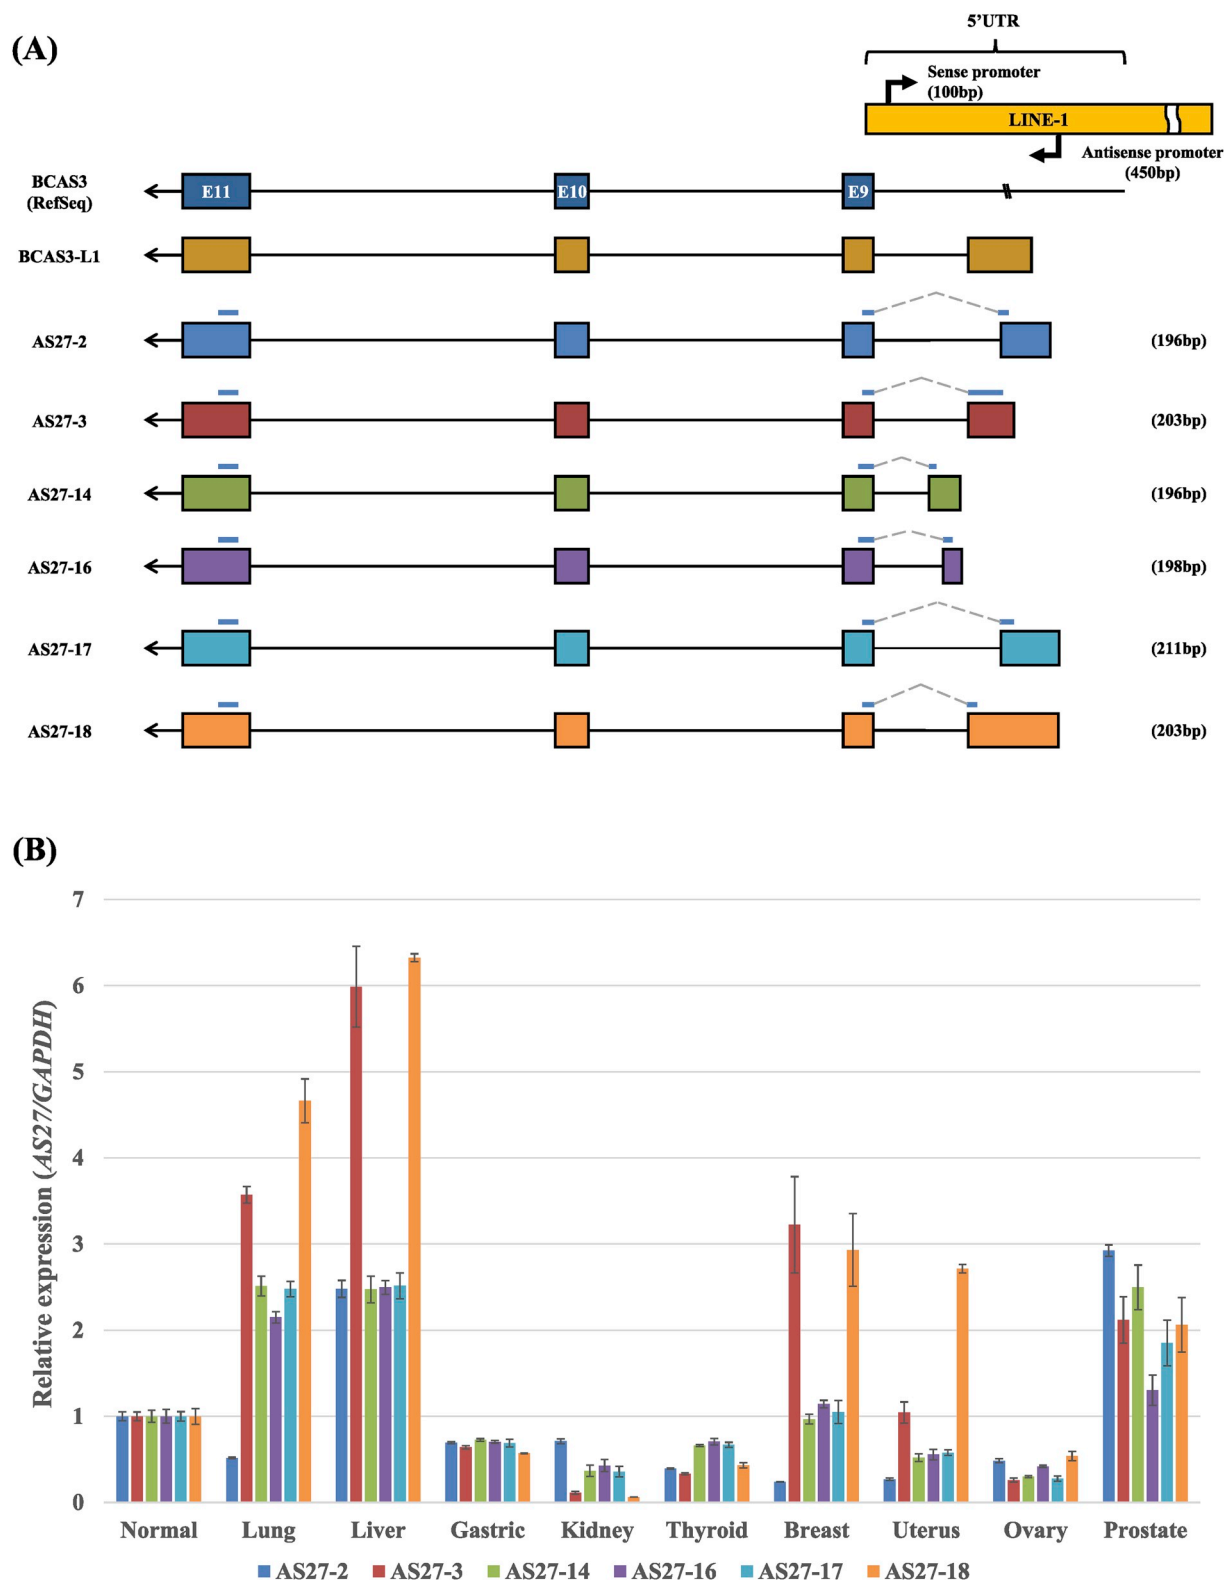 (A)
5'UTR
Sense promoter
(100bp)
LINE-1
Antisense promoter
(450bp)
BCAS3
(RefSeq)
E11
E10
E9
BCAS3-L1
AS27-2
(196bp)
AS27-3
(203bp)
AS27-14
(196bp)
AS27-16
(198bp)
AS27-17
(211bp)
AS27-18
(203bp)
(B)
Relative expression (AS27/GAPDH)
7
6
5
4
3
2
1
0
Normal Lung Liver Gastric Kidney Thyroid Breast Uterus Ovary Prostate
AS27-2 AS27-3 AS27-14 AS27-16 AS27-17 AS27-18